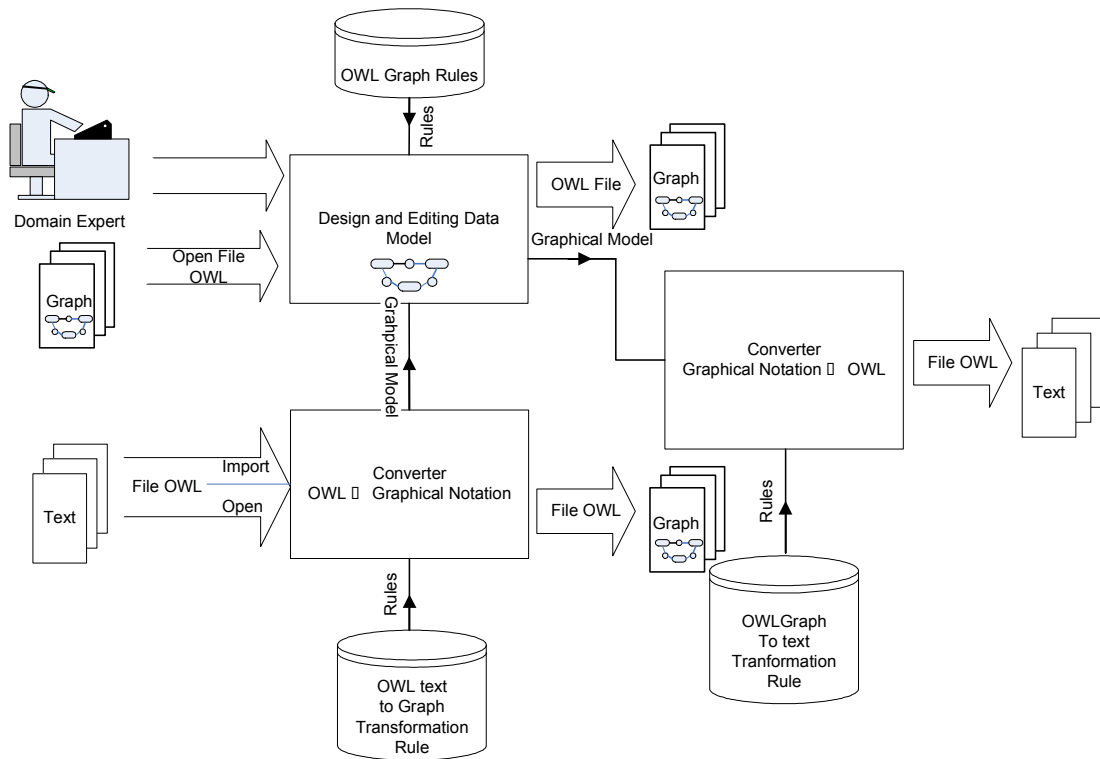 OWL Graph Rules
Rules
Domain Expert
Design and Editing Data
Model
OWL File
Graph
Graphical Model
Open File
OWL
Graph
Grahpical Model
Converter
Graphical Notation ▯ OWL
File OWL
Text
Import
File OWL
Open
Text
Converter
OWL ▯ Graphical Notation
File OWL
Graph
Rules
Rules
OWLGraph
To text
Tranformation
Rule
OWL text
to Graph
Transformation
Rule